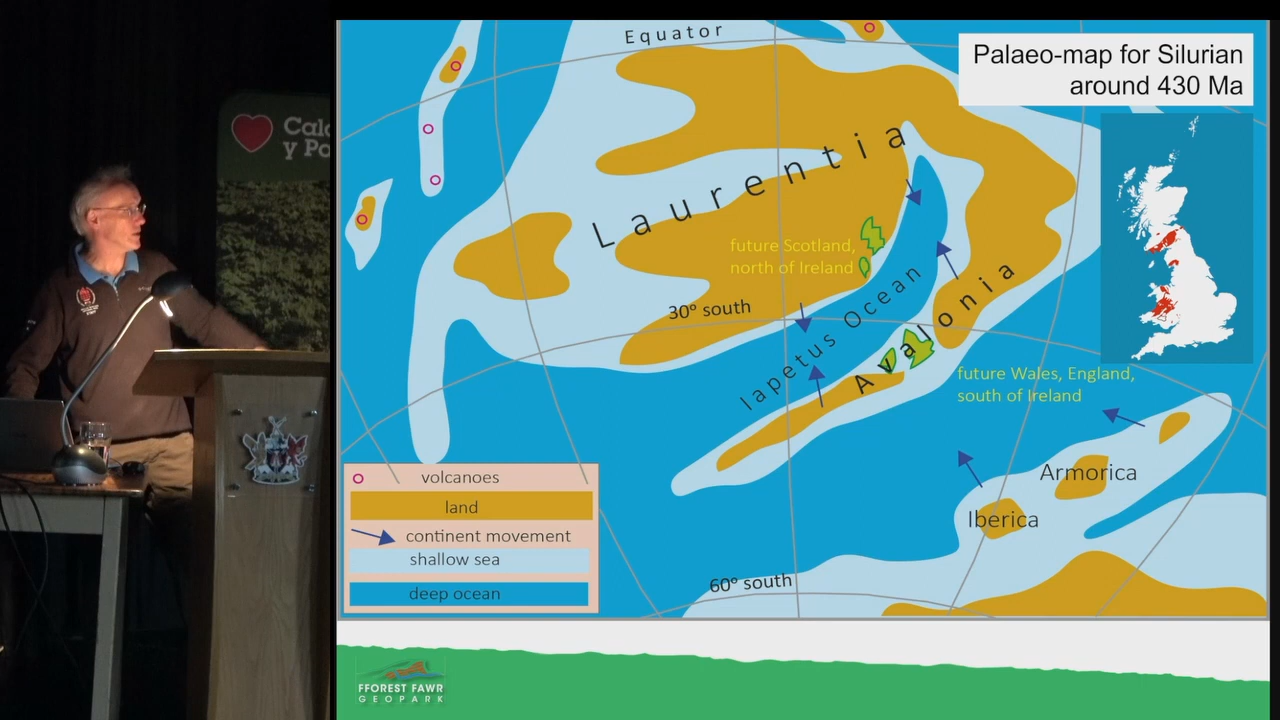 Calo
y Po
Equator
Palaeo-map for Silurian
around 430 Ma
Laurentia
future Scotland,
north of Ireland
30° south
Iapetus Ocean
Avalonia
future Wales, England,
south of Ireland
Armorica
Iberica
60° south
volcanoes
land
continent movement
shallow sea
deep ocean
FFOREST FAWR
GEOPARK